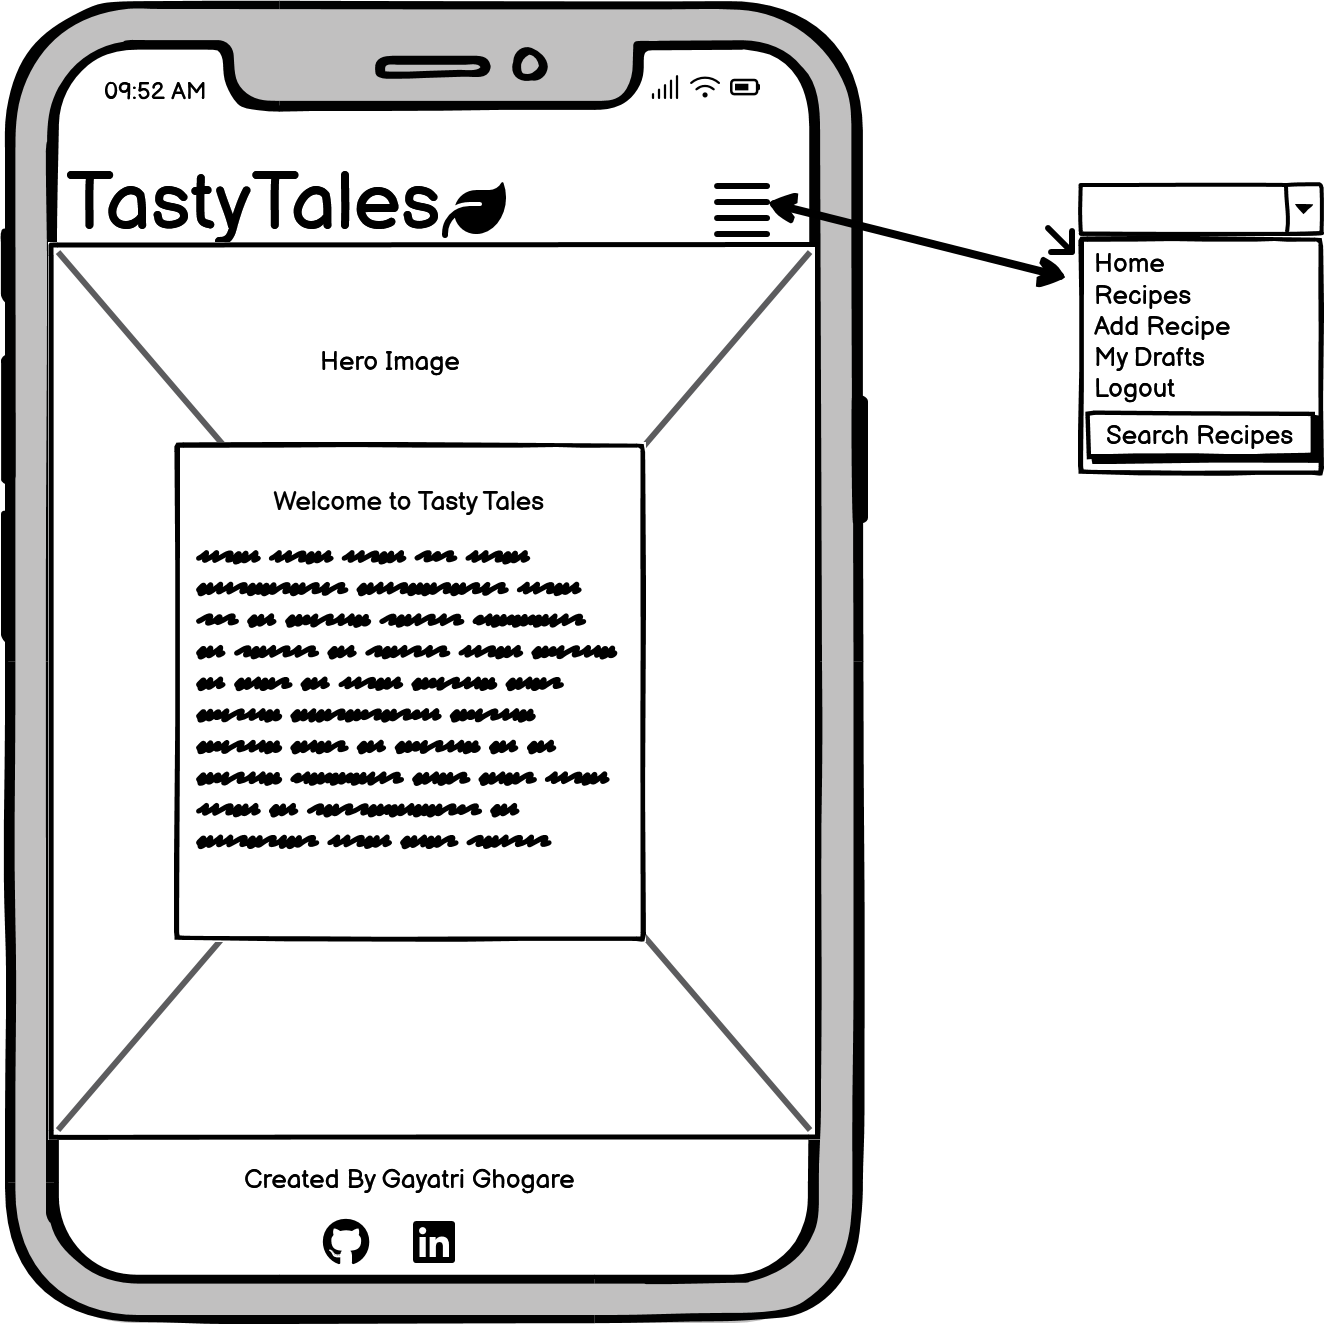 09:52 AM
TastyTales
Home
Recipes
Add Recipe
My Drafts
Logout
Search Recipes
Hero Image
Welcome to Tasty Tales
Created By Gayatri Ghogare
in